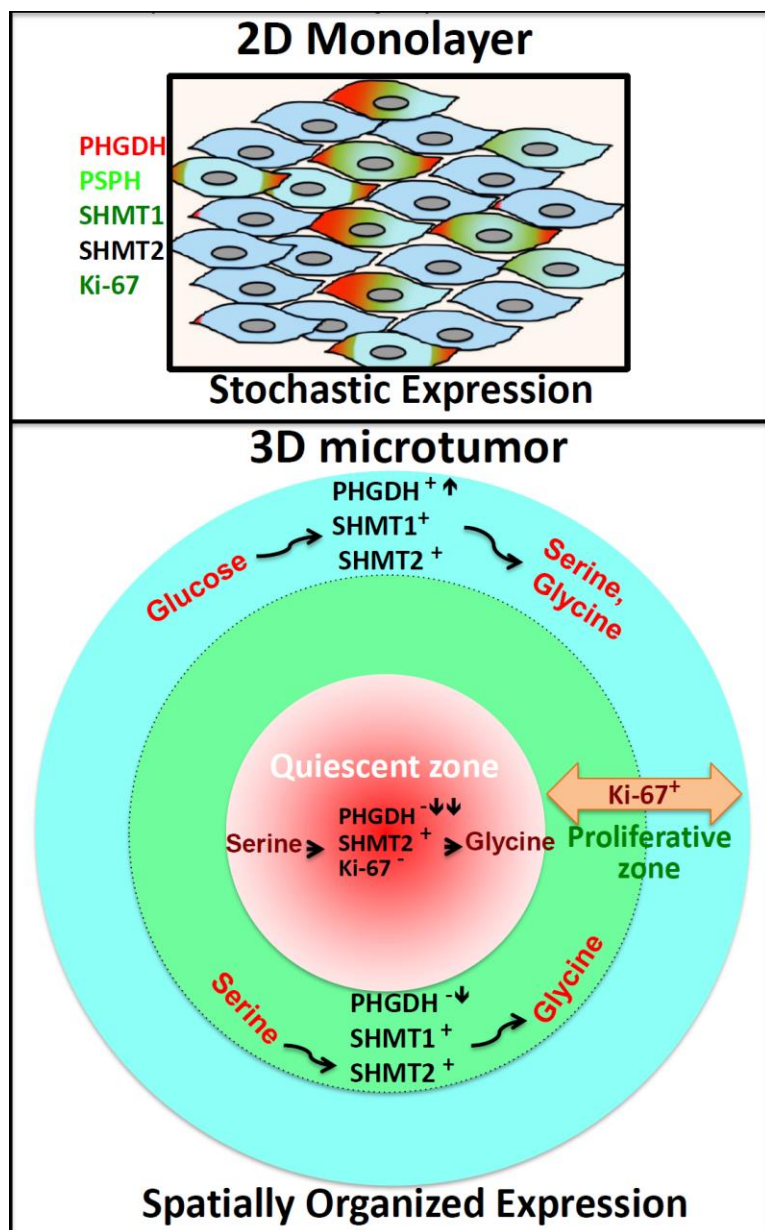 2D Monolayer
PHGDH
PSPH
SHMT1
SHMT2
Ki-67
Stochastic Expression
3D microtumor
PHGDH + ↑
SHMT1+
SHMT2 +
Glucose
Serine,
Glycine
Quiescent zone
PHGDH -↓↓
SHMT2 +
Ki-67 -
Serine
Glycine
Ki-67+
Proliferative
zone
Serine
PHGDH -↓
SHMT1 +
SHMT2 +
Glycine
Spatially Organized Expression